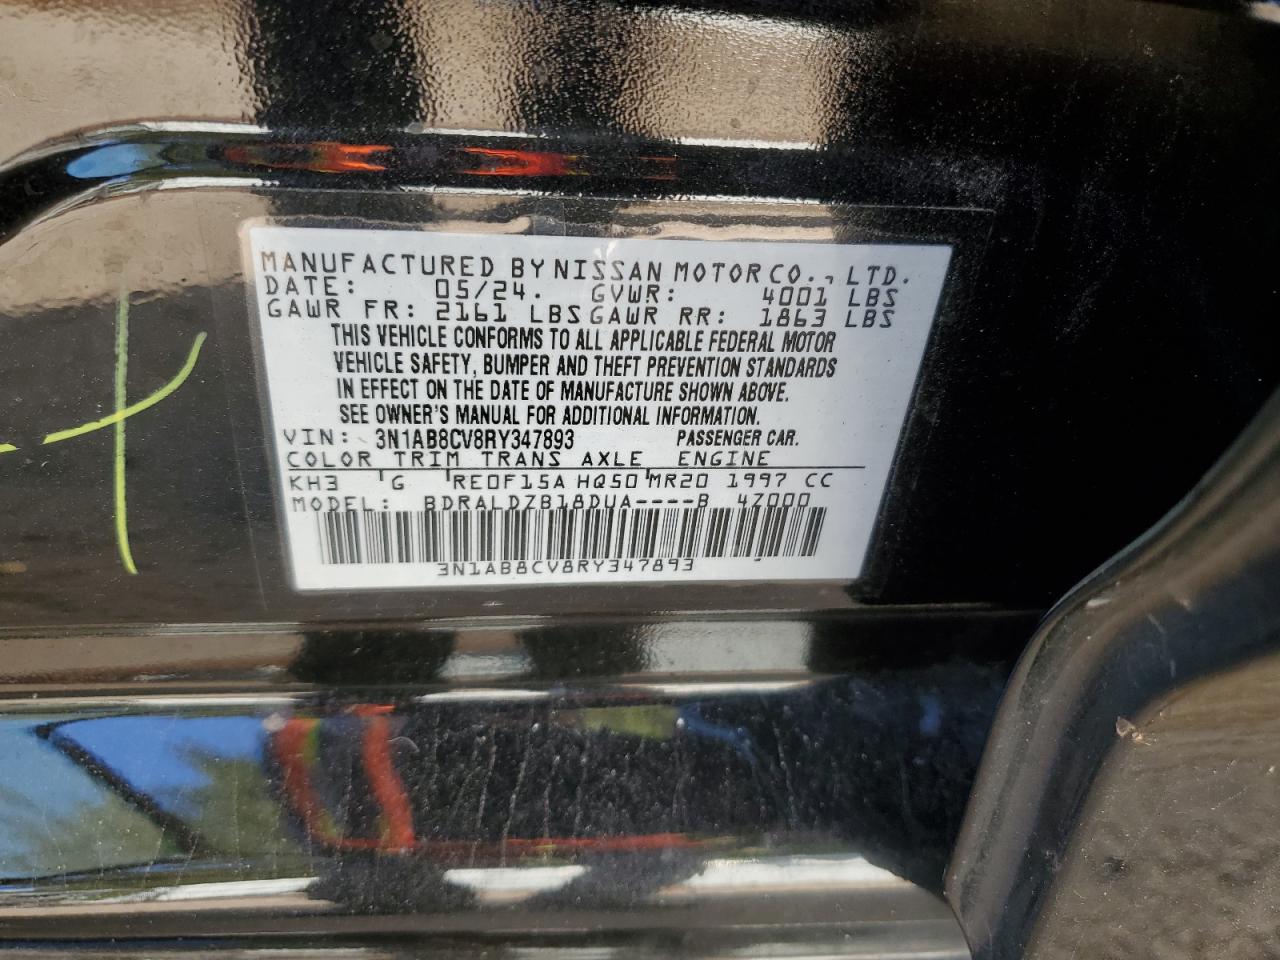 MANUFACTURED BY NISSAN MOTOR CO., LTD.
DATE: 05/24. GVWR: 4001 LBS
GAWR FR: 2161 LBS GAWR RR: 1863 LBS
THIS VEHICLE CONFORMS TO ALL APPLICABLE FEDERAL MOTOR
VEHICLE SAFETY, BUMPER AND THEFT PREVENTION STANDARDS
IN EFFECT ON THE DATE OF MANUFACTURE SHOWN ABOVE.
SEE OWNER'S MANUAL FOR ADDITIONAL INFORMATION.
VIN: 3N1AB8CV8RY347893 PASSENGER CAR.
COLOR TRIM TRANS AXLE ENGINE
KH3 G RE0F15A HQ50 MR20 1997 CC
MODEL: BDRALDZB18DUA----B 4Z000
3N1AB8CV8RY347893